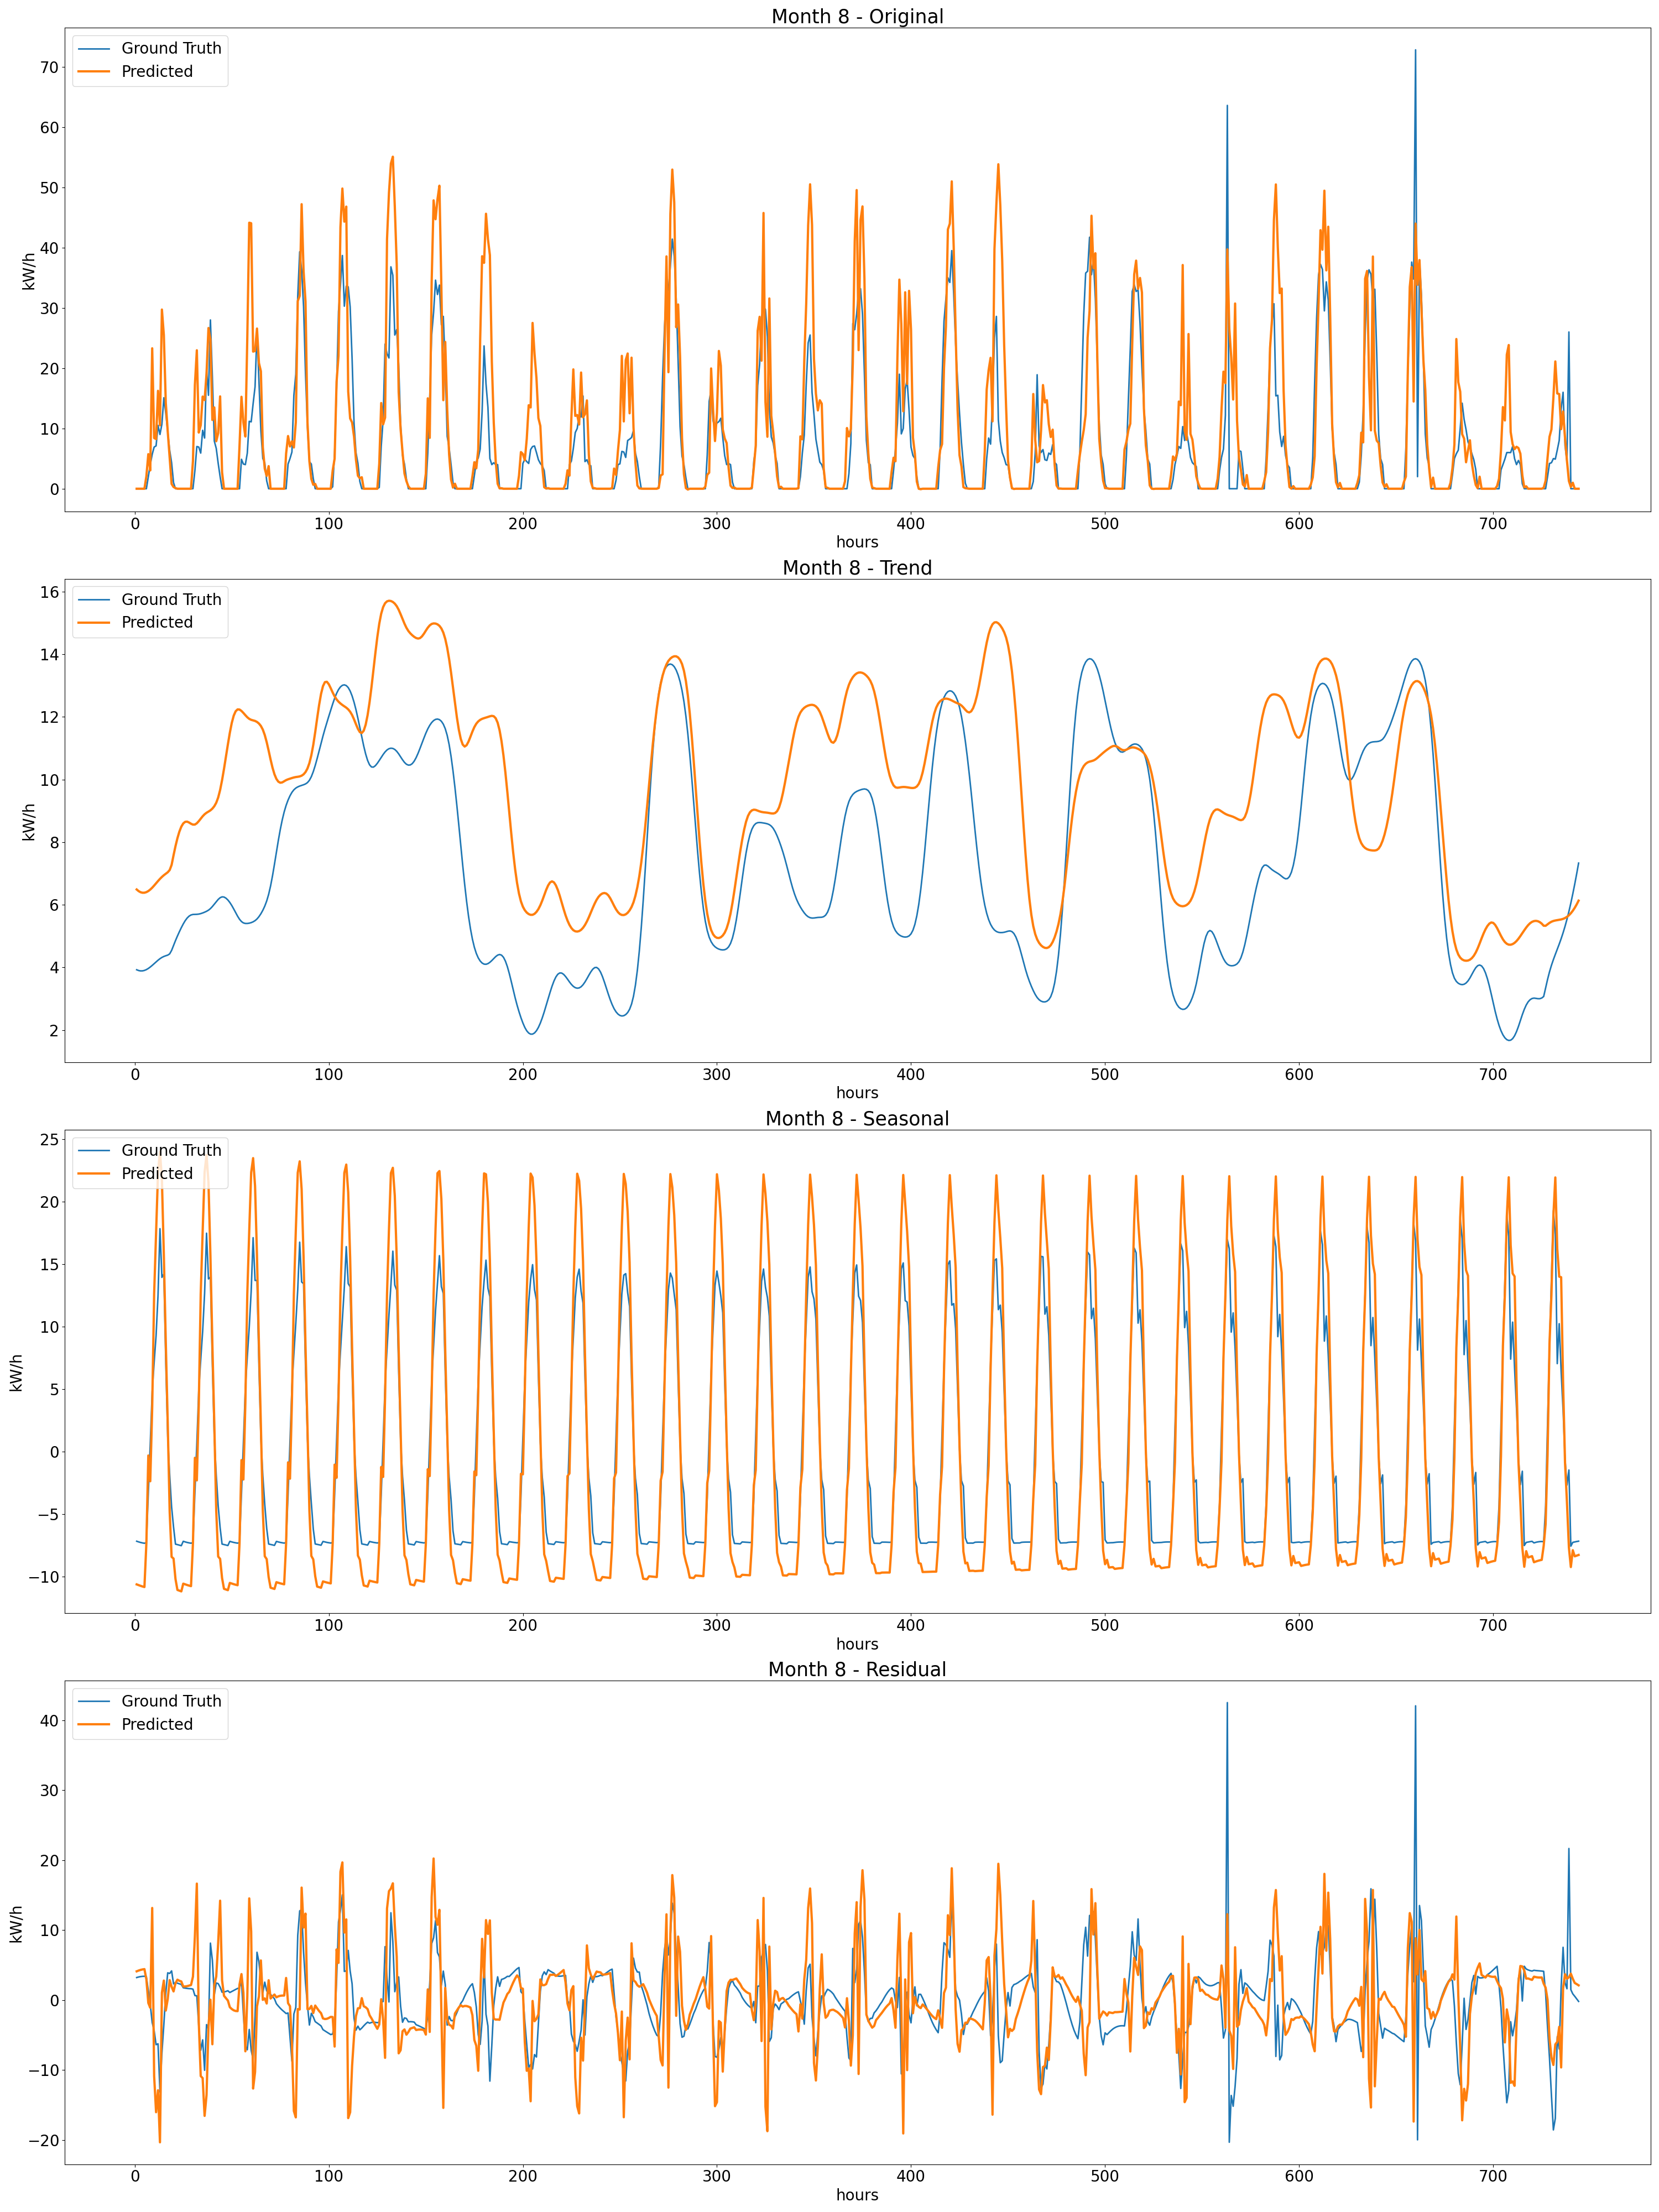 Month 8 - Original
Ground Truth
Predicted
70
60
50
40
30
20
10
0
kW/h
0 100 200 300 400 500 600 700
hours
Month 8 - Trend
Ground Truth
Predicted
16
14
12
10
8
6
4
2
kW/h
0 100 200 300 400 500 600 700
hours
Month 8 - Seasonal
Ground Truth
Predicted
25
20
15
10
5
0
−5
−10
kW/h
0 100 200 300 400 500 600 700
hours
Month 8 - Residual
Ground Truth
Predicted
40
30
20
10
0
−10
−20
kW/h
0 100 200 300 400 500 600 700
hours